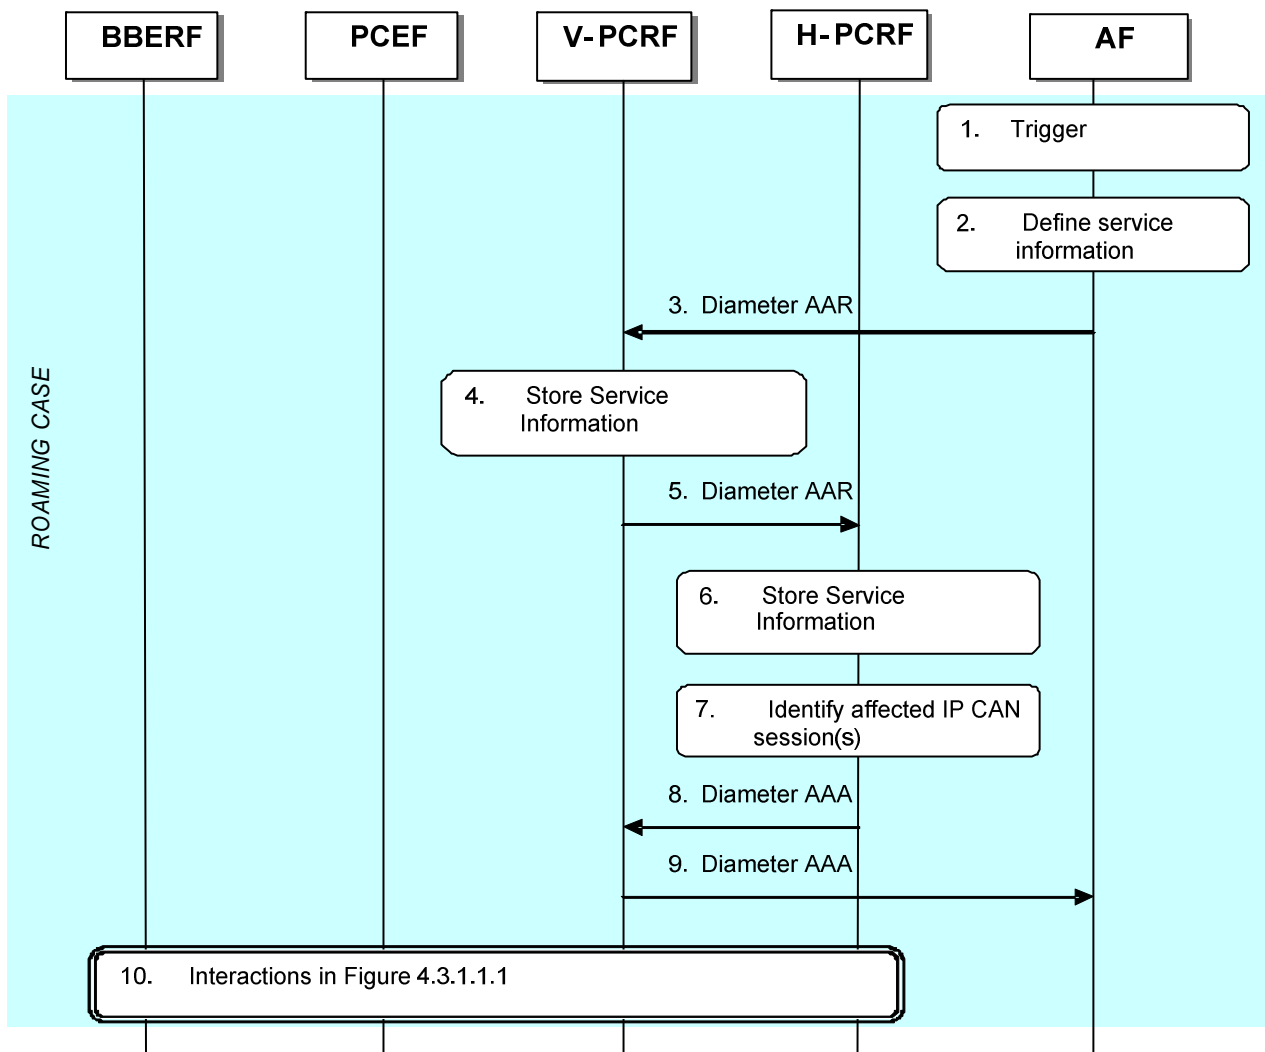 BBERF
PCEF
V-PCRF
H-PCRF
AF
1. Trigger
2. Define service
information
3. Diameter AAR
ROAMING CASE
4. Store Service
Information
5. Diameter AAR
6. Store Service
Information
7. Identify affected IP CAN
session(s)
8. Diameter AAA
9. Diameter AAA
10. Interactions in Figure 4.3.1.1.1